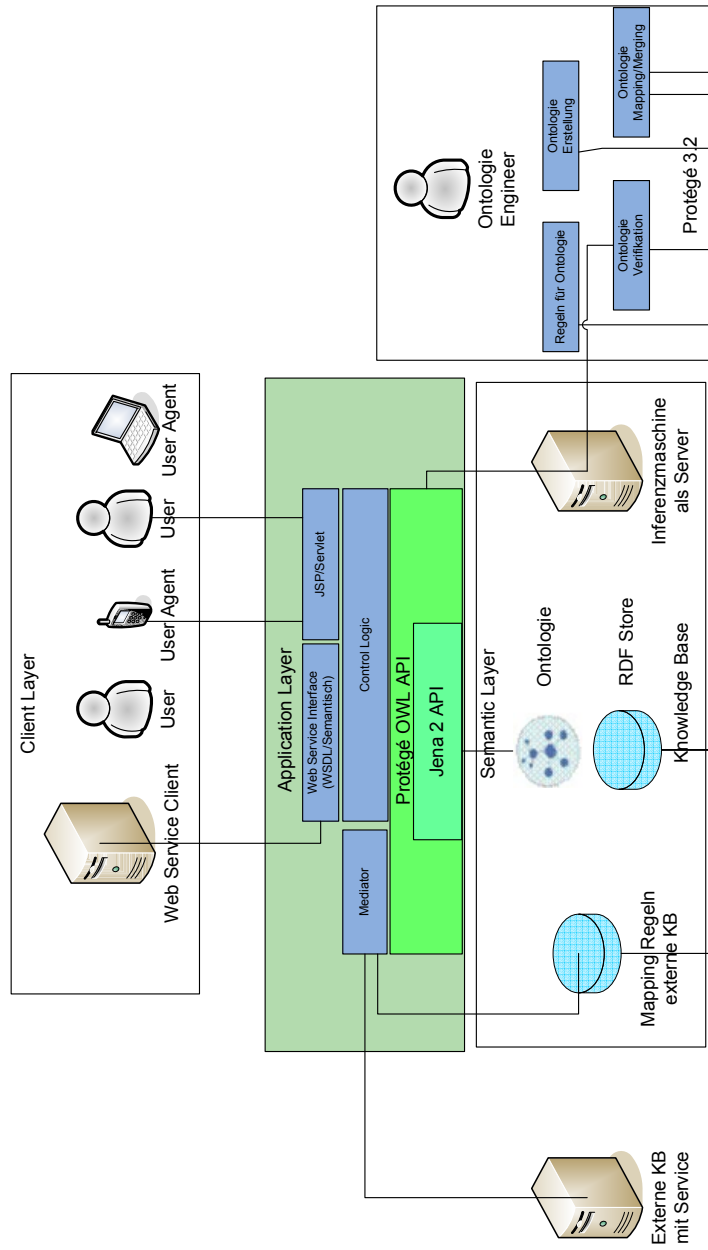 Client Layer
Web Service Client
User
User Agent
User
User Agent
Application Layer
Web Service Interface
(WSDL/Semantisch)
JSP/Servlet
Mediator
Control Logic
Protégé OWL API
Jena 2 API
Semantic Layer
Ontologie
RDF Store
Knowledge Base
Mapping Regeln
externe KB
Inferenzmaschine
als Server
Externe KB
mit Service
Ontologie
Engineer
Regeln für Ontologie
Ontologie
Erstellung
Ontologie
Verifikation
Ontologie
Mapping/Merging
Protégé 3.2